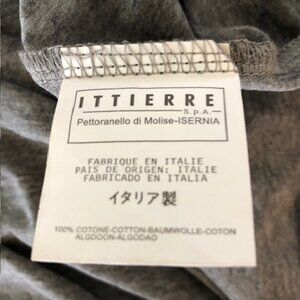 ITTIERRE
S.p.A.
Pettoranello di Molise-ISERNIA
FABRIQUE EN ITALIE
PAIS DE ORIGEN: ITALIE
FABRICADO EN ITALIA
イタリア製
100% COTONE-COTTON-BAUMWOLLE-COTON
ALGDOON-ALGODAO